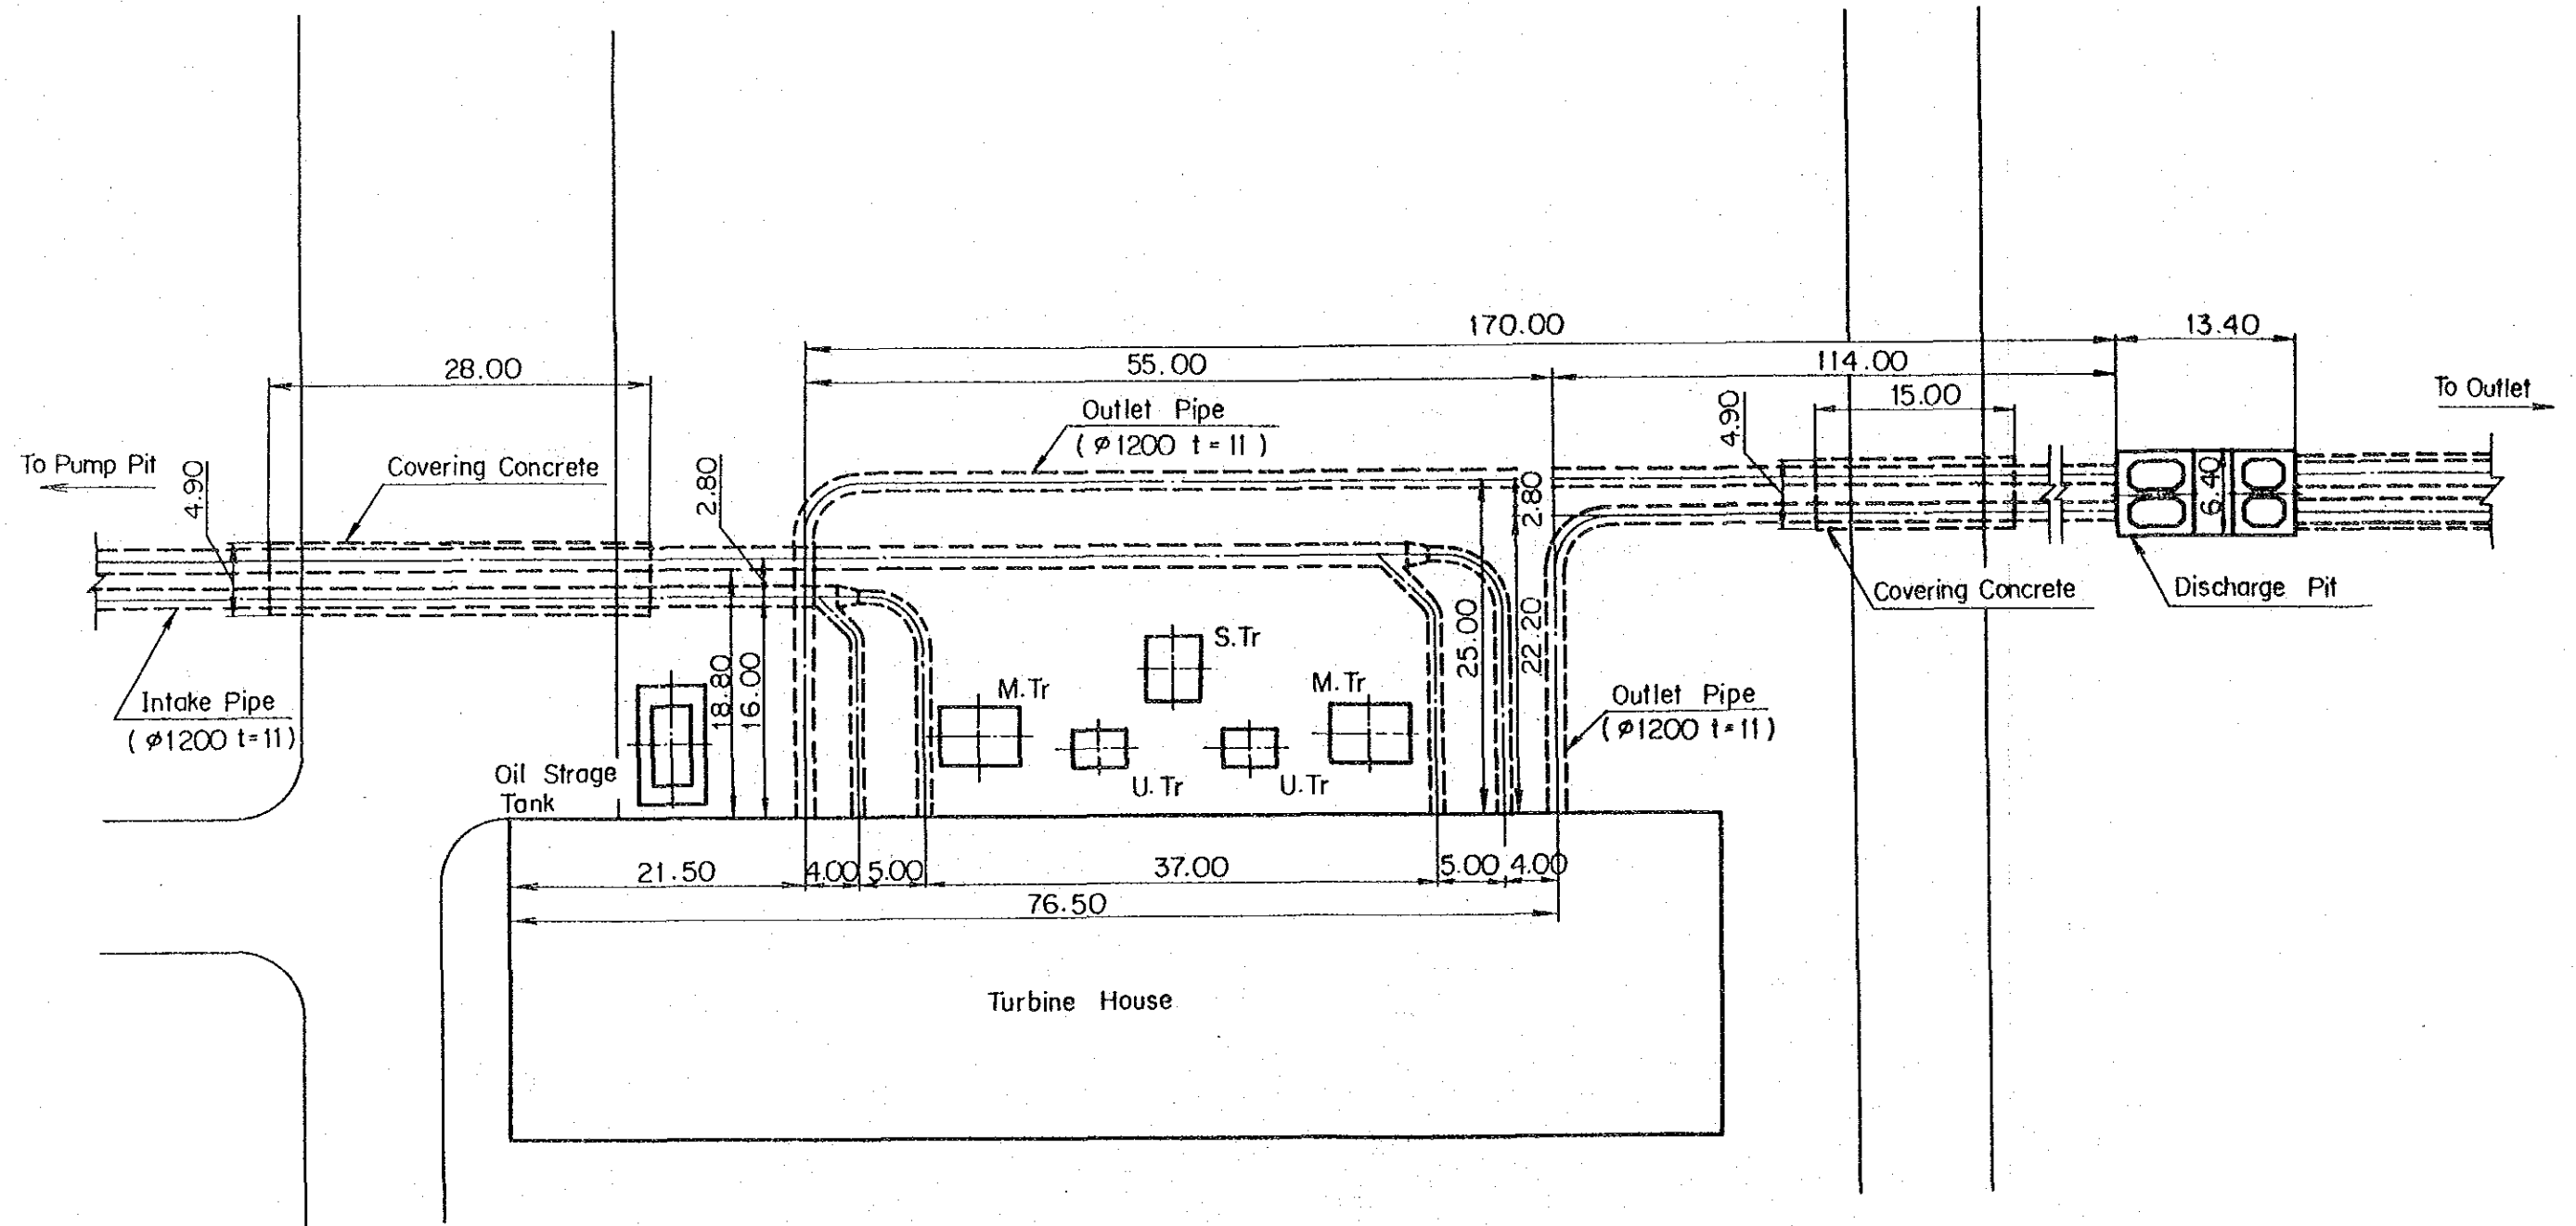 170.00
13.40
55.00
114.00
28.00
15.00
To Outlet
Outlet Pipe
( ø1200 t = 11 )
4.90
To Pump Pit
4.90
Covering Concrete
2.80
2.80
6.40
Covering Concrete
Discharge Pit
Intake Pipe
( ø1200 t=11)
18.80
16.00
S.Tr
25.00
22.20
M.Tr
M.Tr
Outlet Pipe
( ø1200 t=11)
Oil Strage
Tank
U.Tr
U.Tr
21.50
4.00
5.00
37.00
5.00
4.00
76.50
Turbine House